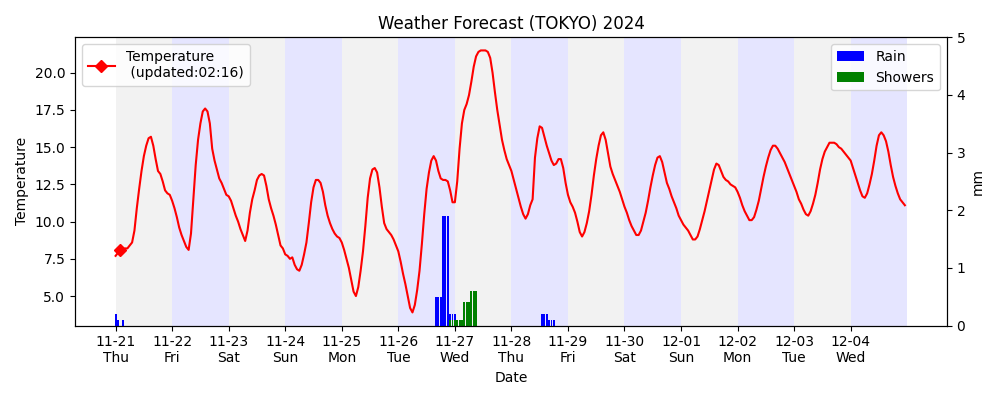 Weather Forecast (TOKYO) 2024
Temperature
(updated:02:16)
Rain
Showers
Temperature
20.0
17.5
15.0
12.5
10.0
7.5
5.0
5
4
3
2
1
0
mm
11-21 11-22 11-23 11-24 11-25 11-26 11-27 11-28 11-29 11-30 12-01 12-02 12-03 12-04
Thu Fri Sat Sun Mon Tue Wed Thu Fri Sat Sun Mon Tue Wed
Date